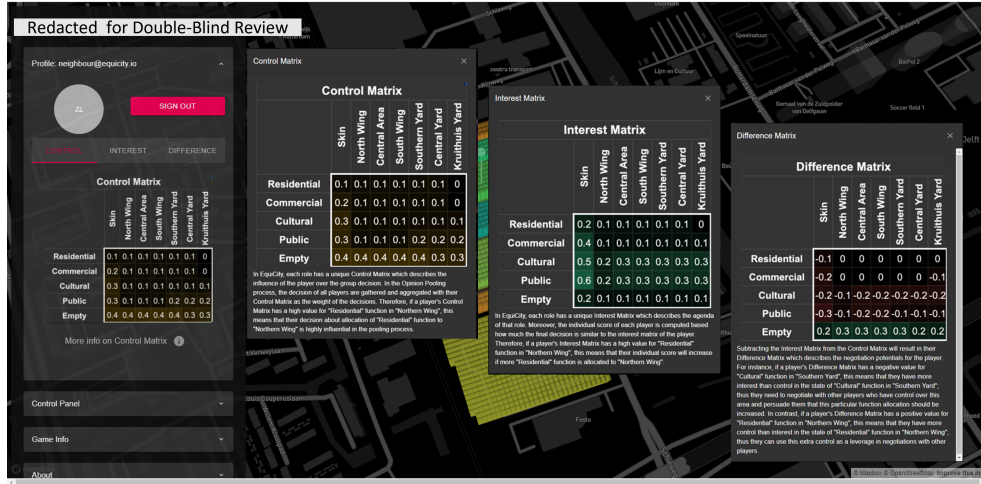 Redacted for Double-Blind Review
Profile: neighbour@equicity.io
SIGN OUT
CONTROL INTEREST DIFFERENCE
Control Matrix
Skin
North Wing
Central Area
South Wing
Southern Yard
Central Yard
Kruithuis Yard
Residential 0.1 0.1 0.1 0.1 0.1 0.1 0
Commercial 0.2 0.1 0.1 0.1 0.1 0.1 0
Cultural 0.3 0.1 0.1 0.1 0.1 0.1 0.1
Public 0.3 0.1 0.1 0.1 0.2 0.2 0.2
Empty 0.4 0.4 0.4 0.4 0.4 0.3 0.3
More info on Control Matrix
Control Panel
Game Info
About
Control Matrix
Control Matrix
Skin
North Wing
Central Area
South Wing
Southern Yard
Central Yard
Kruithuis Yard
Residential 0.1 0.1 0.1 0.1 0.1 0.1 0
Commercial 0.2 0.1 0.1 0.1 0.1 0.1 0
Cultural 0.3 0.1 0.1 0.1 0.1 0.1 0.1
Public 0.3 0.1 0.1 0.1 0.2 0.2 0.2
Empty 0.4 0.4 0.4 0.4 0.4 0.3 0.3
In EquiCity, each role has a unique Control Matrix which describes the
influence of the player over the group decision. In the Opinion Pooling
process, the decision of all players are gathered and aggregated with their
Control Matrix as the weight of the decisions. Therefore, if a player's Control
Matrix has a high value for "Residential" function in "Northern Wing", this
means that their decision about allocation of "Residential" function to
"Northern Wing" is highly influential in the pooling process.
Interest Matrix
Interest Matrix
Skin
North Wing
Central Area
South Wing
Southern Yard
Central Yard
Kruithuis Yard
Residential 0.2 0.1 0.1 0.1 0.1 0.1 0
Commercial 0.4 0.1 0.1 0.1 0.1 0.1 0.1
Cultural 0.5 0.2 0.3 0.3 0.3 0.3 0.3
Public 0.6 0.2 0.3 0.3 0.3 0.3 0.3
Empty 0.2 0.1 0.1 0.1 0.1 0.1 0.1
In EquiCity, each role has a unique Interest Matrix which describes the agenda
of that role. Moreover, the individual score of each player is computed based
how much the final decision is similar to the interest matrix of the player.
Therefore, if a player's Interest Matrix has a high value for "Residential"
function in "Northern Wing", this means that their individual score will increase
if more "Residential" function is allocated to "Northern Wing".
Difference Matrix
Difference Matrix
Skin
North Wing
Central Area
South Wing
Southern Yard
Central Yard
Kruithuis Yard
Residential -0.1 0 0 0 0 0 0
Commercial -0.2 0 0 0 0 0 -0.1
Cultural -0.2 -0.1 -0.2 -0.2 -0.2 -0.2 -0.2
Public -0.3 -0.1 -0.2 -0.2 -0.1 -0.1 -0.1
Empty 0.2 0.3 0.3 0.3 0.3 0.2 0.2
Subtracting the Interest Matrix from the Control Matrix will result in their
Difference Matrix which describes the negotiation potentials for the player.
For instance, if a player's Difference Matrix has a negative value for
"Cultural" function in "Southern Yard", this means that they have more
interest than control in the state of "Cultural" function in "Southern Yard";
thus they need to negotiate with other players who have control over this
area and persuade them that this particular function allocation should be
increased. In contrast, if a player's Difference Matrix has a positive value for
"Residential" function in "Northern Wing", this means that they have more
control than interest in the state of "Residential" function in "Northern Wing";
thus they can use this extra control as a leverage in negotiations with other
players.
Schieweg
Speelnatuur
BaPel 2
Lijm en Cultuur
Gemaal van de Zuidpolder
van Delfgauw
Soccer field 1
Delft
Festo
© Mapbox © OpenStreetMap Improve this m